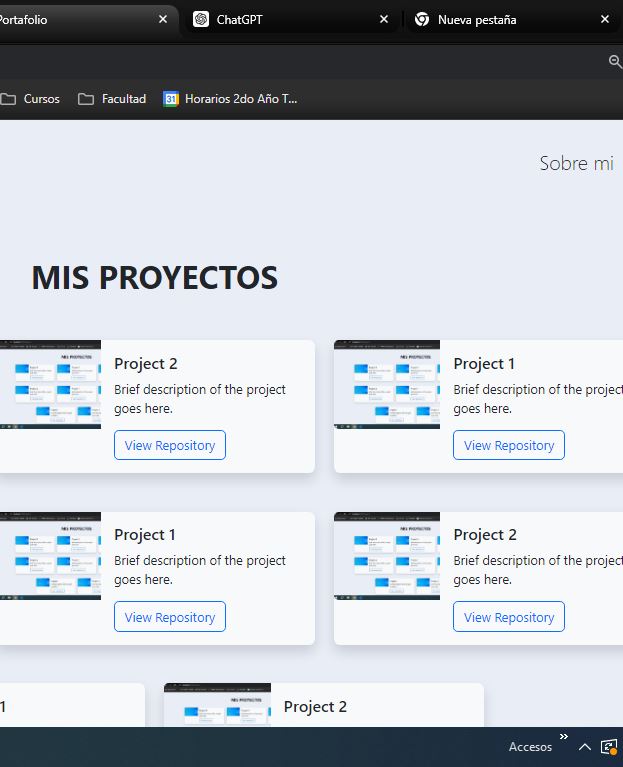 Portafolio
ChatGPT
Nueva pestaña
Cursos
Facultad
31
Horarios 2do Año T...
Sobre mi
MIS PROYECTOS
Project 2
Brief description of the project
goes here.
View Repository
Project 1
Brief description of the project
goes here.
View Repository
Project 1
Brief description of the project
goes here.
View Repository
Project 2
Brief description of the project
goes here.
View Repository
1
Project 2
Accesos